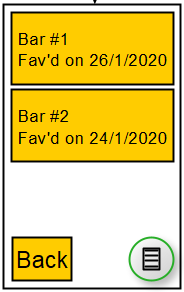 Bar #1
Fav'd on 26/1/2020
Bar #2
Fav'd on 24/1/2020
Back